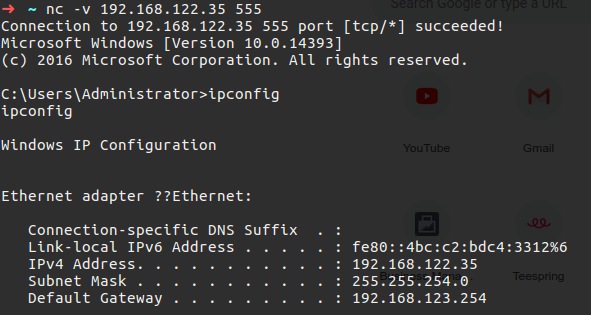 Search Google or type a URL
➜ ~ nc -v 192.168.122.35 555
Connection to 192.168.122.35 555 port [tcp/*] succeeded!
Microsoft Windows [Version 10.0.14393]
(c) 2016 Microsoft Corporation. All rights reserved.
C:\Users\Administrator>ipconfig
ipconfig
YouTube
Gmail
Windows IP Configuration
Ethernet adapter ??Ethernet:
Connection-specific DNS Suffix . :
Link-local IPv6 Address . . . . . : fe80::4bc:c2:bdc4:3312%6
IPv4 Address. . . . . . . . . . . : 192.168.122.35
Subnet Mask . . . . . . . . . . . : 255.255.254.0
Teespring
Default Gateway . . . . . . . . . : 192.168.123.254